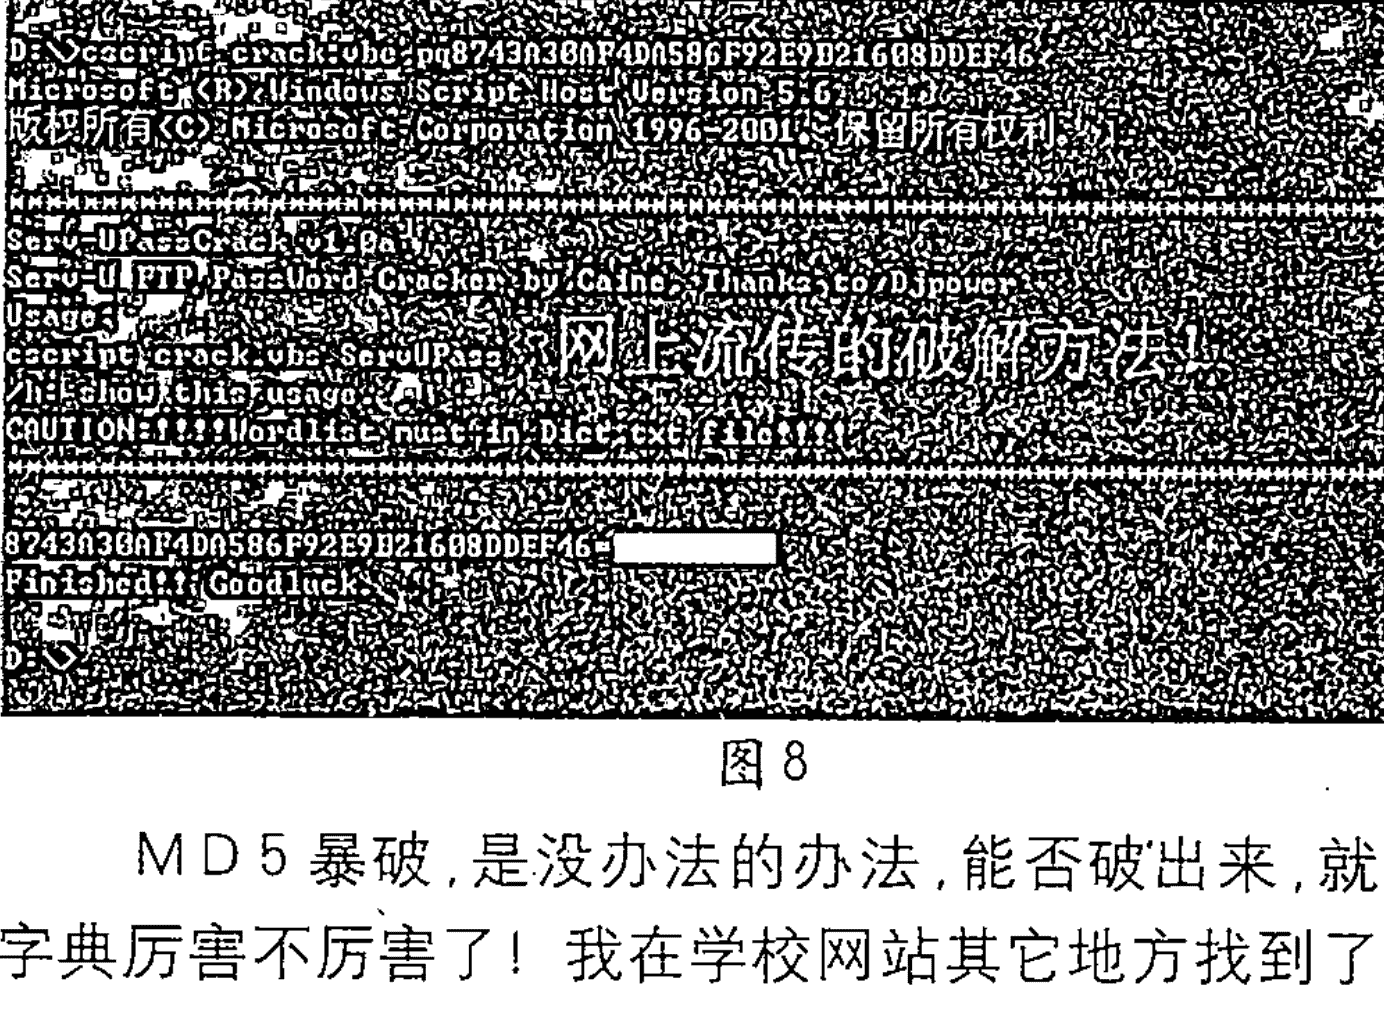 D:\>cscript crack.vbs pq8743A30AF4DA586F92E9B21608DDEF46
Microsoft (R) Windows Script Host Version 5.6
版权所有(C) Microsoft Corporation 1996-2001。保留所有权利
Serv-UPassCrack v1.0a
Serv-U FTP PassWord Cracker by Caine, Thanks to Djpower
Usage:
cscript crack.vbs ServUPass
网上流传的破解方法!
/h: show this usage
CAUTION:!!!!Wordlist must in Dict.txt file!!!!
8743A30AF4DA586F92E9B21608DDEF46=
Finished!! Goodluck
D:\>
图8
MD5暴破,是没办法的办法,能否破出来,就
字典厉害不厉害了! 我在学校网站其它地方找到了